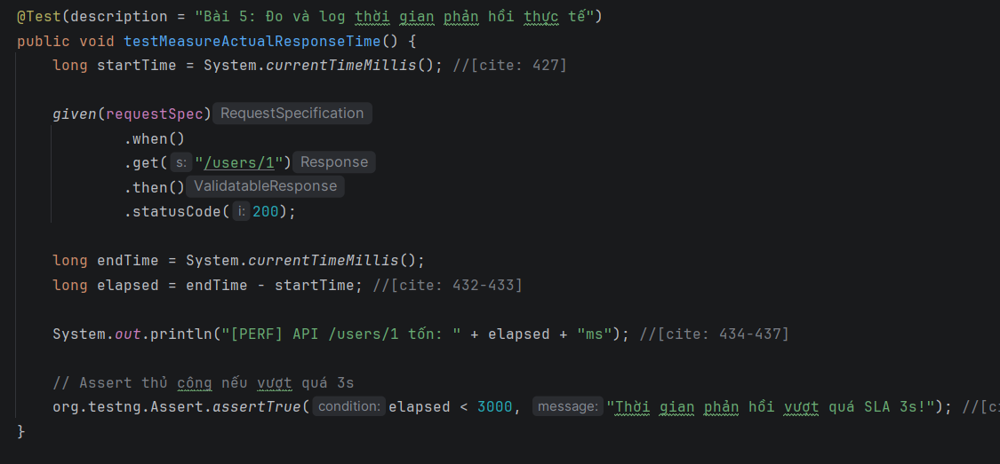 @Test(description = "Bài 5: Đo và log thời gian phản hồi thực tế")
public void testMeasureActualResponseTime() {
long startTime = System.currentTimeMillis(); //[cite: 427]
given(requestSpec) RequestSpecification
.when()
.get( s: "/users/1") Response
.then() ValidatableResponse
.statusCode( i: 200);
long endTime = System.currentTimeMillis();
long elapsed = endTime - startTime; //[cite: 432-433]
System.out.println("[PERF] API /users/1 tốn: " + elapsed + "ms"); //[cite: 434-437]
// Assert thủ công nếu vượt quá 3s
org.testng.Assert.assertTrue( condition: elapsed < 3000, message: "Thời gian phản hồi vượt quá SLA 3s!"); //[ci
}